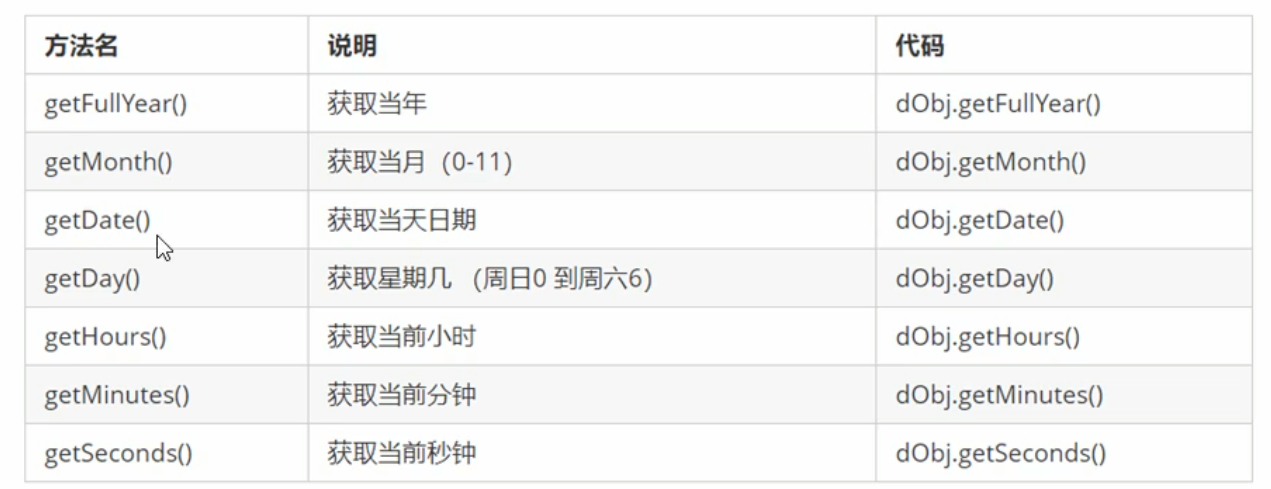 方法名 说明 代码
getFullYear() 获取当年 dObj.getFullYear()
getMonth() 获取当月（0-11） dObj.getMonth()
getDate() 获取当天日期 dObj.getDate()
getDay() 获取星期几 （周日0 到周六6) dObj.getDay()
getHours() 获取当前小时 dObj.getHours()
getMinutes() 获取当前分钟 dObj.getMinutes()
getSeconds() 获取当前秒钟 dObj.getSeconds()